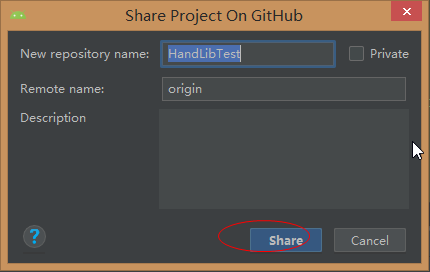 Share Project On GitHub
New repository name: HandLibTest Private
Remote name: origin
Description
? Share Cancel